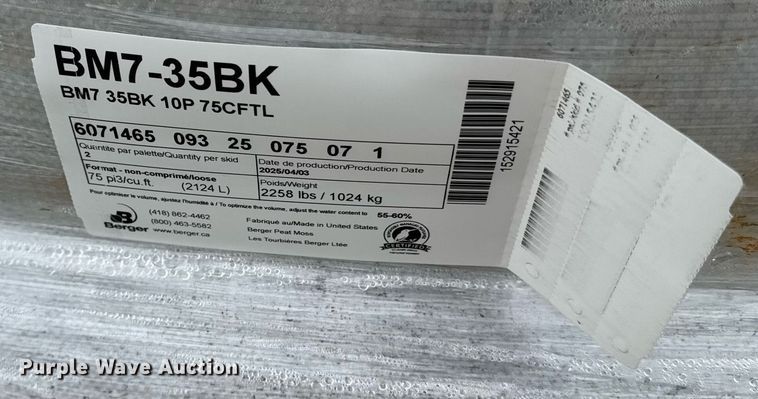 BM7-35BK
BM7 35BK 10P 75CFTL
6071465 093 25 075 07 1
Quantite par palette/Quantity per skid
2
Date de production/Production Date
2025/04/03
Format - non-comprimé/loose
75 pi3/cu.ft. (2124 L)
Poids/Weight
2258 lbs / 1024 kg
Pour optimiser le volume, ajustez l'humidité à / To optimize the volume, adjust the water content to 55-60%
Berger
(418) 862-4462
(800) 463-5582
www.berger.ca
Fabriqué au/Made in United States
Berger Peat Moss
Les Tourbières Berger Ltée
CERTIFIED
152915421
6071465
Purple Wave Auction